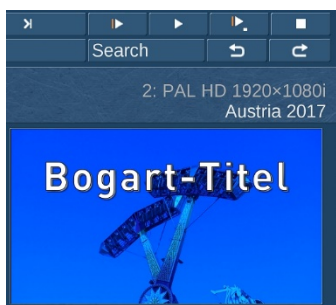 Search
2: PAL HD 1920×1080i
Austria 2017
Bogart-Titel